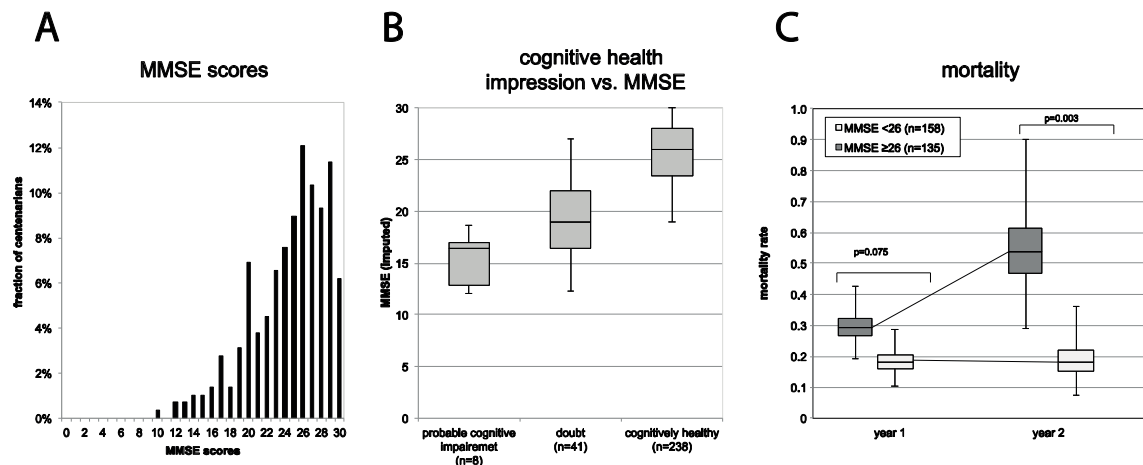 A
MMSE scores
14%
12%
10%
8%
6%
4%
2%
0%
fraction of centenarians
0 2 4 6 8 10 12 14 16 18 20 22 24 26 28 30
MMSE scores
B
cognitive health
impression vs. MMSE
30
25
20
15
10
5
0
MMSE (imputed)
probable cognitive
impairemet
(n=8)
doubt
(n=41)
cognitively healthy
(n=238)
C
mortality
1.0
0.9
0.8
0.7
0.6
0.5
0.4
0.3
0.2
0.1
0
mortality rate
MMSE <26 (n=158)
MMSE ≥26 (n=135)
p=0.003
p=0.075
year 1
year 2